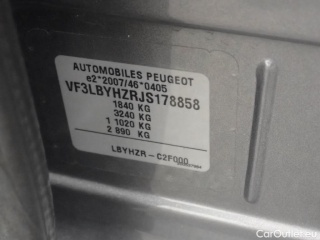 AUTOMOBILES PEUGEOT
e2*2007/46*0405
VF3LBYHZRJS178858
1840 KG
3240 KG
1 1020 KG
2 890 KG
LBYHZR - C2F000
CarOutlet.eu